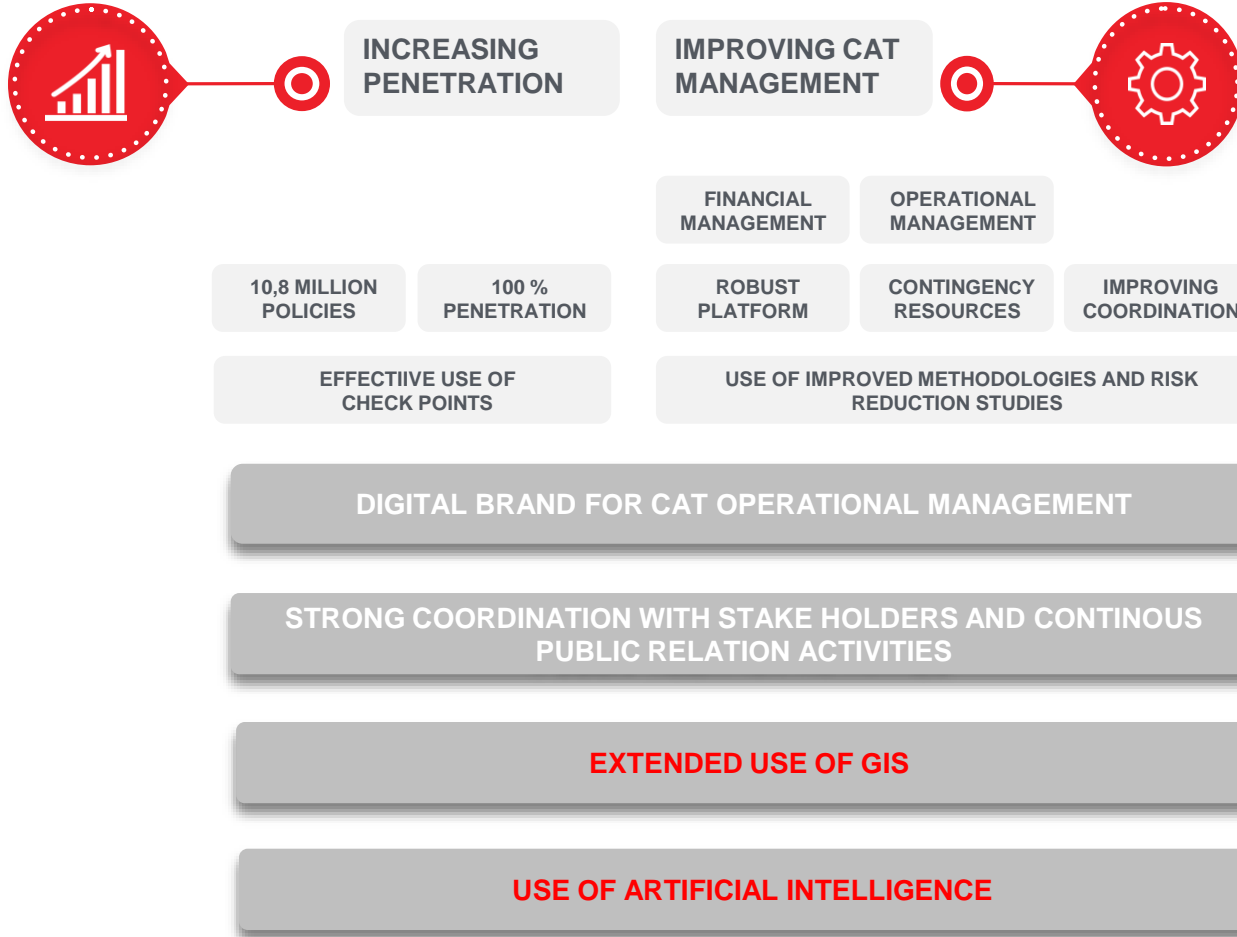 INCREASING
PENETRATION
IMPROVING CAT
MANAGEMENT
FINANCIAL
MANAGEMENT
OPERATIONAL
MANAGEMENT
10,8 MILLION
POLICIES
100 %
PENETRATION
ROBUST
PLATFORM
CONTINGENCY
RESOURCES
IMPROVING
COORDINATION
EFFECTIIVE USE OF
CHECK POINTS
USE OF IMPROVED METHODOLOGIES AND RISK
REDUCTION STUDIES
DIGITAL BRAND FOR CAT OPERATIONAL MANAGEMENT
STRONG COORDINATION WITH STAKE HOLDERS AND CONTINOUS
PUBLIC RELATION ACTIVITIES
EXTENDED USE OF GIS
USE OF ARTIFICIAL INTELLIGENCE